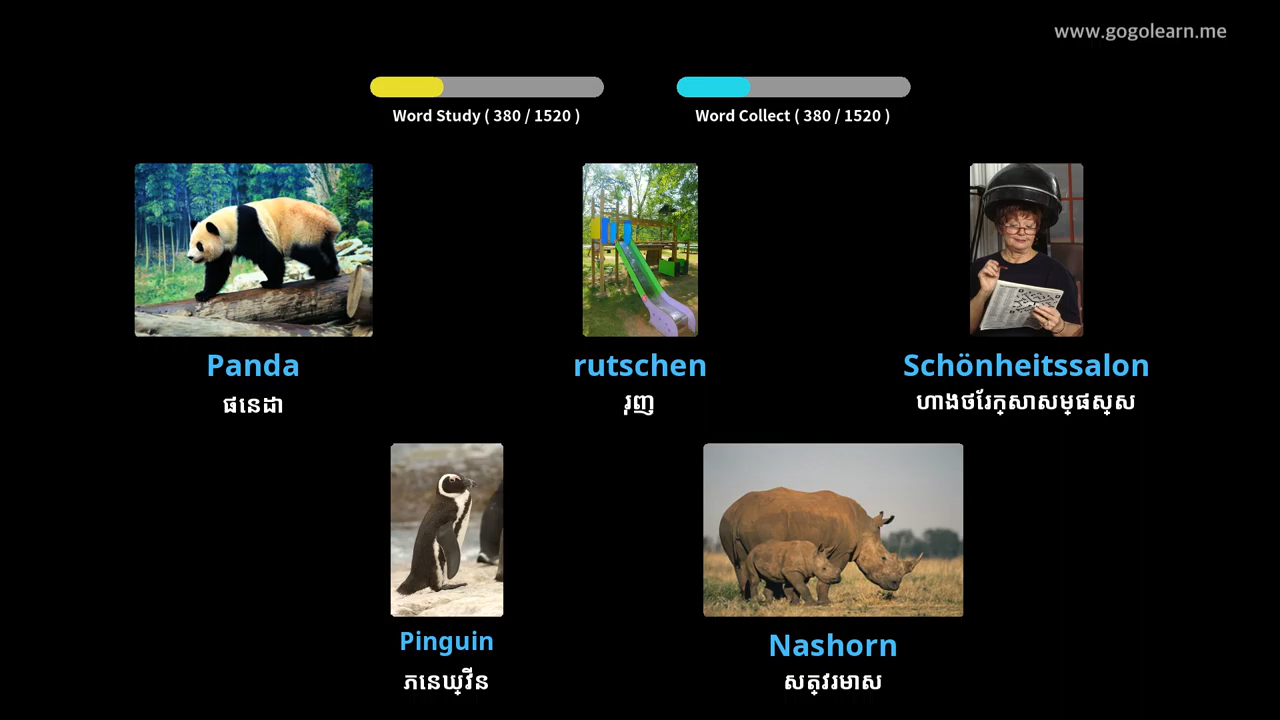 www.gogolearn.me
Word Study ( 380 / 1520 )
Word Collect ( 380 / 1520 )
Panda
ផេនដា
rutschen
រុញ
Schönheitssalon
ហាងថែរក្សាសម្ផស្ស
Pinguin
ភេនឃ្វីន
Nashorn
សត្វរមាស